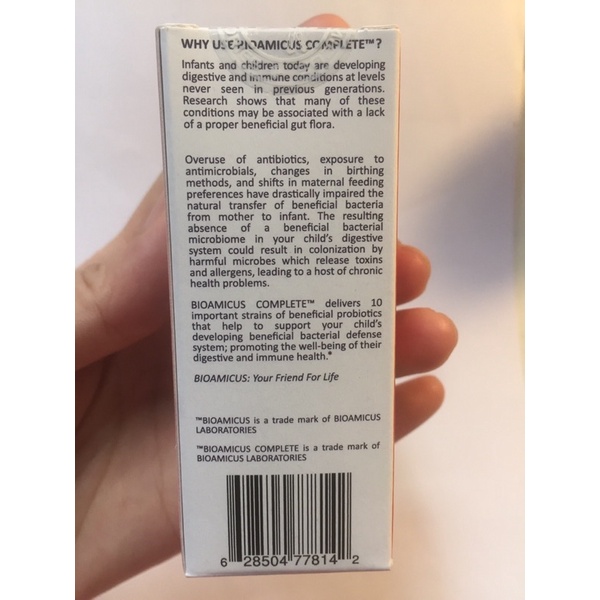 WHY USE BIOAMICUS COMPLETE™?
Infants and children today are developing
digestive and immune conditions at levels
never seen in previous generations.
Research shows that many of these
conditions may be associated with a lack
of a proper beneficial gut flora.
Overuse of antibiotics, exposure to
antimicrobials, changes in birthing
methods, and shifts in maternal feeding
preferences have drastically impaired the
natural transfer of beneficial bacteria
from mother to infant. The resulting
absence of a beneficial bacterial
microbiome in your child's digestive
system could result in colonization by
harmful microbes which release toxins
and allergens, leading to a host of chronic
health problems.
BIOAMICUS COMPLETE™ delivers 10
important strains of beneficial probiotics
that help to support your child's
developing beneficial bacterial defense
system; promoting the well-being of their
digestive and immune health.*
BIOAMICUS: Your Friend For Life
™BIOAMICUS is a trade mark of BIOAMICUS
LABORATORIES
™BIOAMICUS COMPLETE is a trade mark of
BIOAMICUS LABORATORIES
6 28504 77814 2